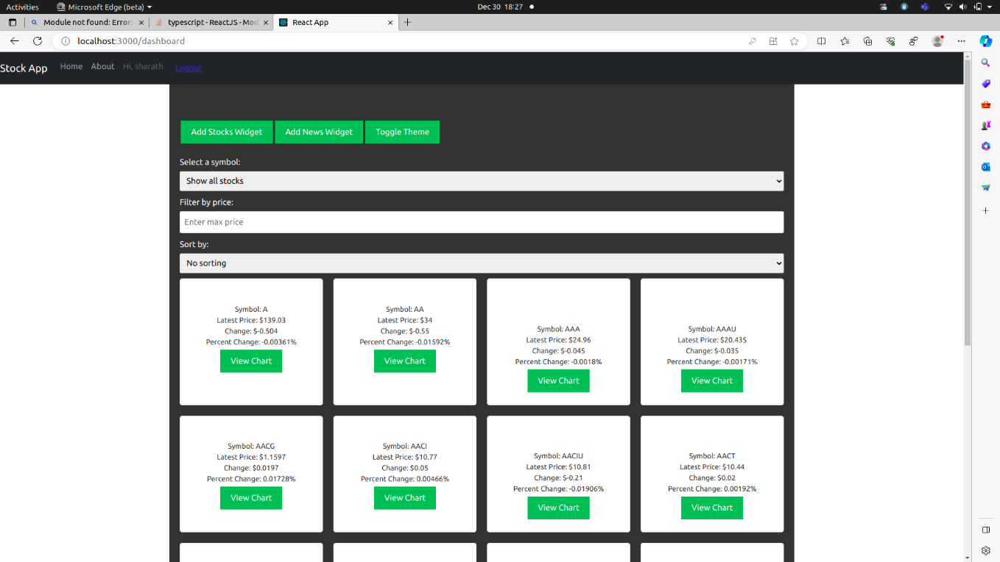 Activities Microsoft Edge (beta) Dec 30 18:27
Module not found: Error: typescript - ReactJS - Mod React App
localhost:3000/dashboard
Stock App Home About Hi, sharath Logout
Add Stocks Widget Add News Widget Toggle Theme
Select a symbol:
Show all stocks
Filter by price:
Enter max price
Sort by:
No sorting
Symbol: A
Latest Price: $139.03
Change: $-0.504
Percent Change: -0.00361%
View Chart
Symbol: AA
Latest Price: $34
Change: $-0.55
Percent Change: -0.01592%
View Chart
Symbol: AAA
Latest Price: $24.96
Change: $-0.045
Percent Change: -0.0018%
View Chart
Symbol: AAAU
Latest Price: $20.435
Change: $-0.035
Percent Change: -0.00171%
View Chart
Symbol: AACG
Latest Price: $1.1597
Change: $0.0197
Percent Change: 0.01728%
View Chart
Symbol: AACI
Latest Price: $10.77
Change: $0.05
Percent Change: 0.00466%
View Chart
Symbol: AACIU
Latest Price: $10.81
Change: $-0.21
Percent Change: -0.01906%
View Chart
Symbol: AACT
Latest Price: $10.44
Change: $0.02
Percent Change: 0.00192%
View Chart